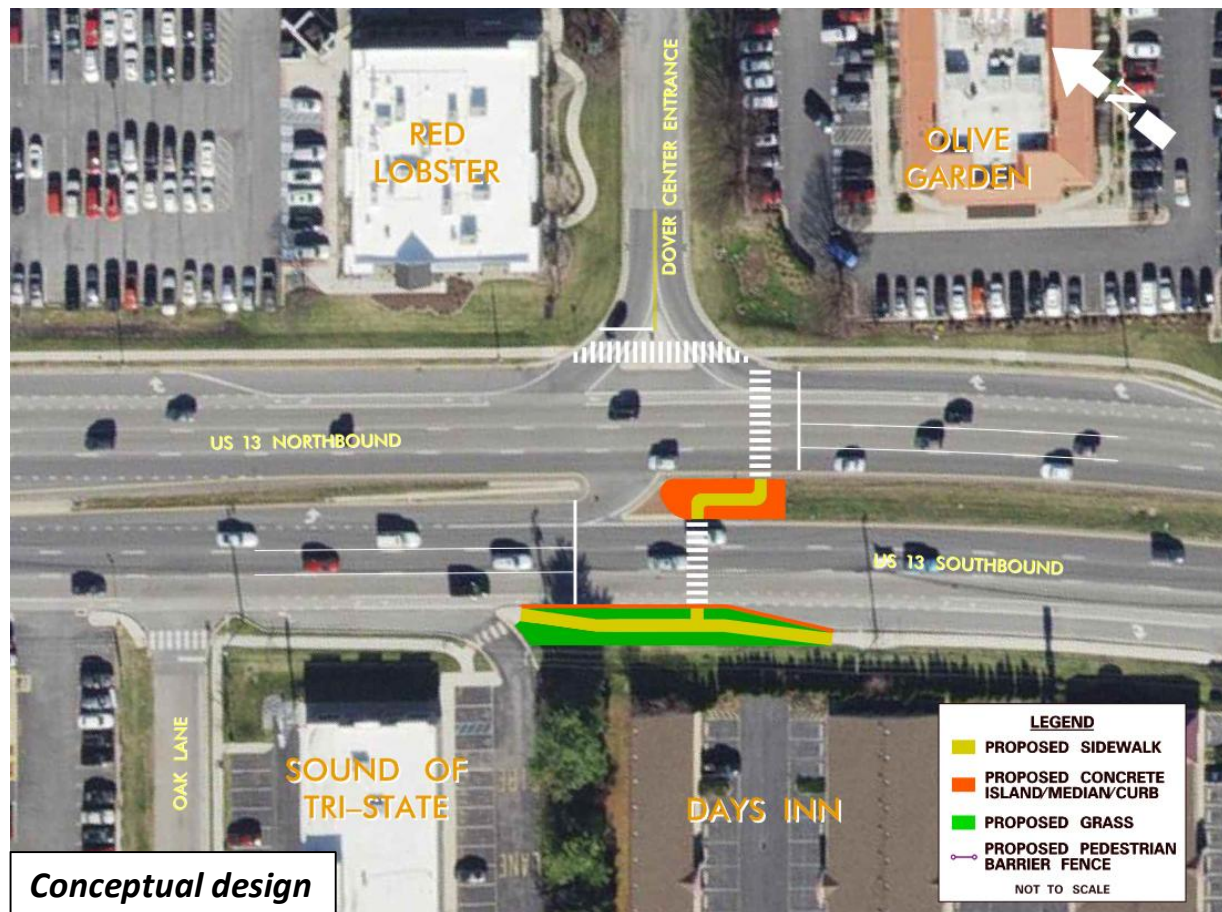 RED
LOBSTER
DOVER CENTER ENTRANCE
OLIVE
GARDEN
N
US 13 NORTHBOUND
US 13 SOUTHBOUND
OAK LANE
SOUND OF
TRI–STATE
DAYS INN
FIRE
LANE
LEGEND
PROPOSED SIDEWALK
PROPOSED CONCRETE
ISLAND/MEDIAN/CURB
PROPOSED GRASS
PROPOSED PEDESTRIAN
BARRIER FENCE
NOT TO SCALE
Conceptual design